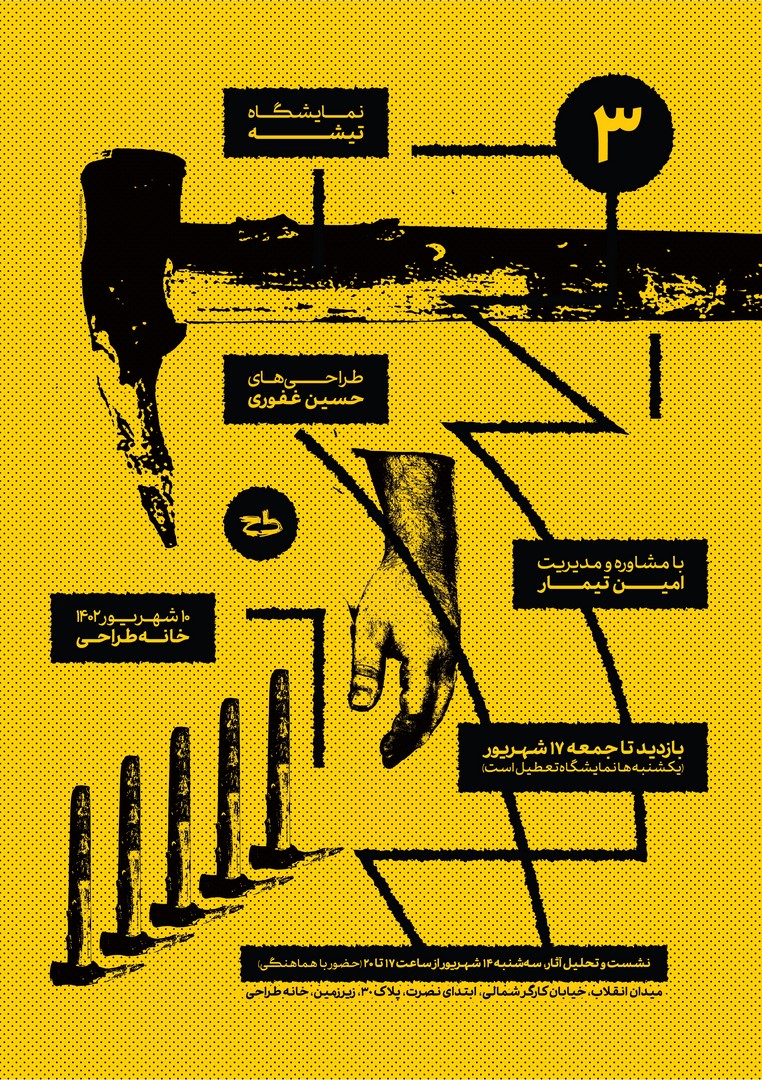 ۳
نمایشگاه
تیشه
طراحی‌های
حسین غفوری
طح
با مشاوره و مدیریت
امین تیمار
۱۰ شهریور ۱۴۰۲
خانه طراحی
بازدید تا جمعه ۱۷ شهریور
(یکشنبه‌ها نمایشگاه تعطیل است)
نشست و تحلیل آثار، سه‌شنبه ۱۴ شهریور از ساعت ۱۷ تا ۲۰ (حضور با هماهنگی)
میدان انقلاب، خیابان کارگر شمالی، ابتدای نصرت، پلاک ۳۰، زیرزمین، خانه طراحی